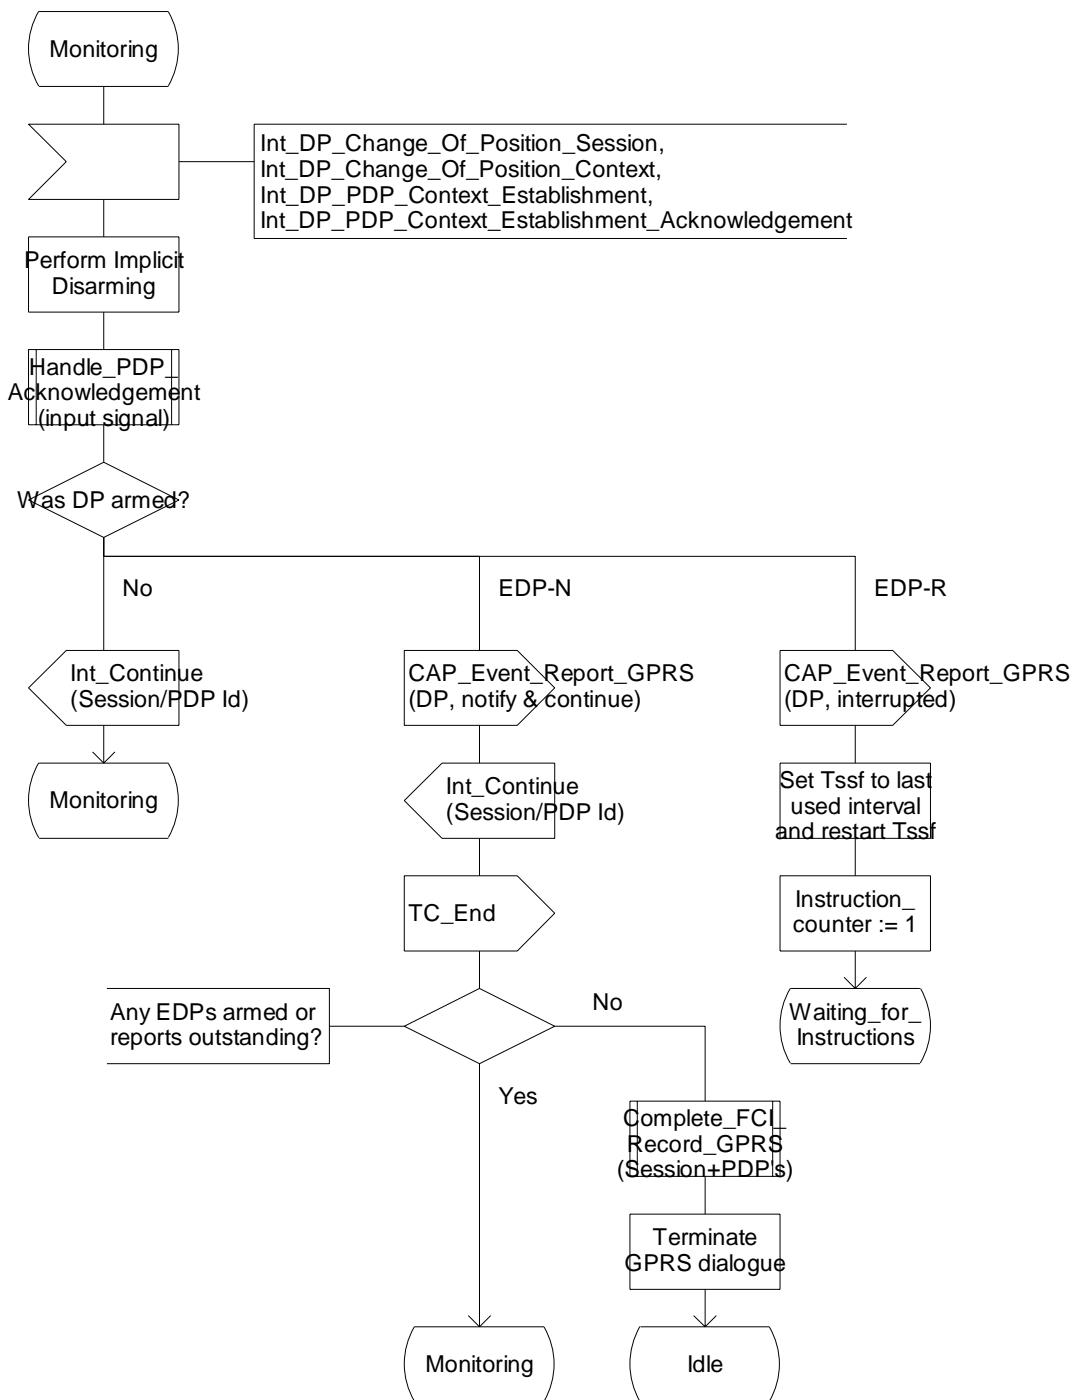 Monitoring
Int_DP_Change_Of_Position_Session,
Int_DP_Change_Of_Position_Context,
Int_DP_PDP_Context_Establishment,
Int_DP_PDP_Context_Establishment_Acknowledgement
Perform Implicit
Disarming
Handle_PDP_
Acknowledgement
(input signal)
Was DP armed?
No
EDP-N
EDP-R
Int_Continue
(Session/PDP Id)
CAP_Event_Report_GPRS
(DP, notify & continue)
CAP_Event_Report_GPRS
(DP, interrupted)
Monitoring
Int_Continue
(Session/PDP Id)
Set Tssf to last
used interval
and restart Tssf
TC_End
Instruction_
counter := 1
Any EDPs armed or
reports outstanding?
No
Waiting_for_
Instructions
Yes
Complete_FCI_
Record_GPRS
(Session+PDP's)
Terminate
GPRS dialogue
Monitoring
Idle